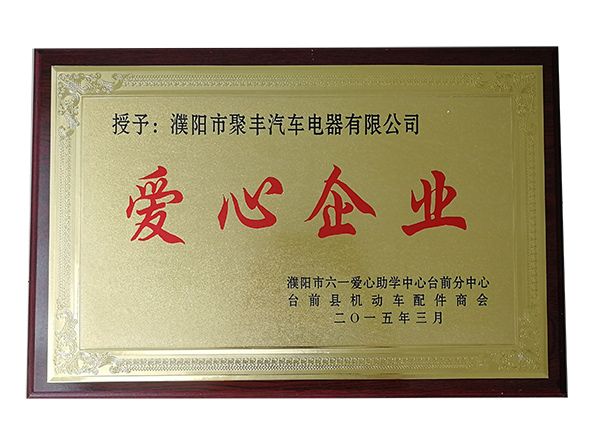 授予：濮阳市聚丰汽车电器有限公司
爱心企业
濮阳市六一爱心助学中心台前分中心
台前县机动车配件商会
二〇一五年三月